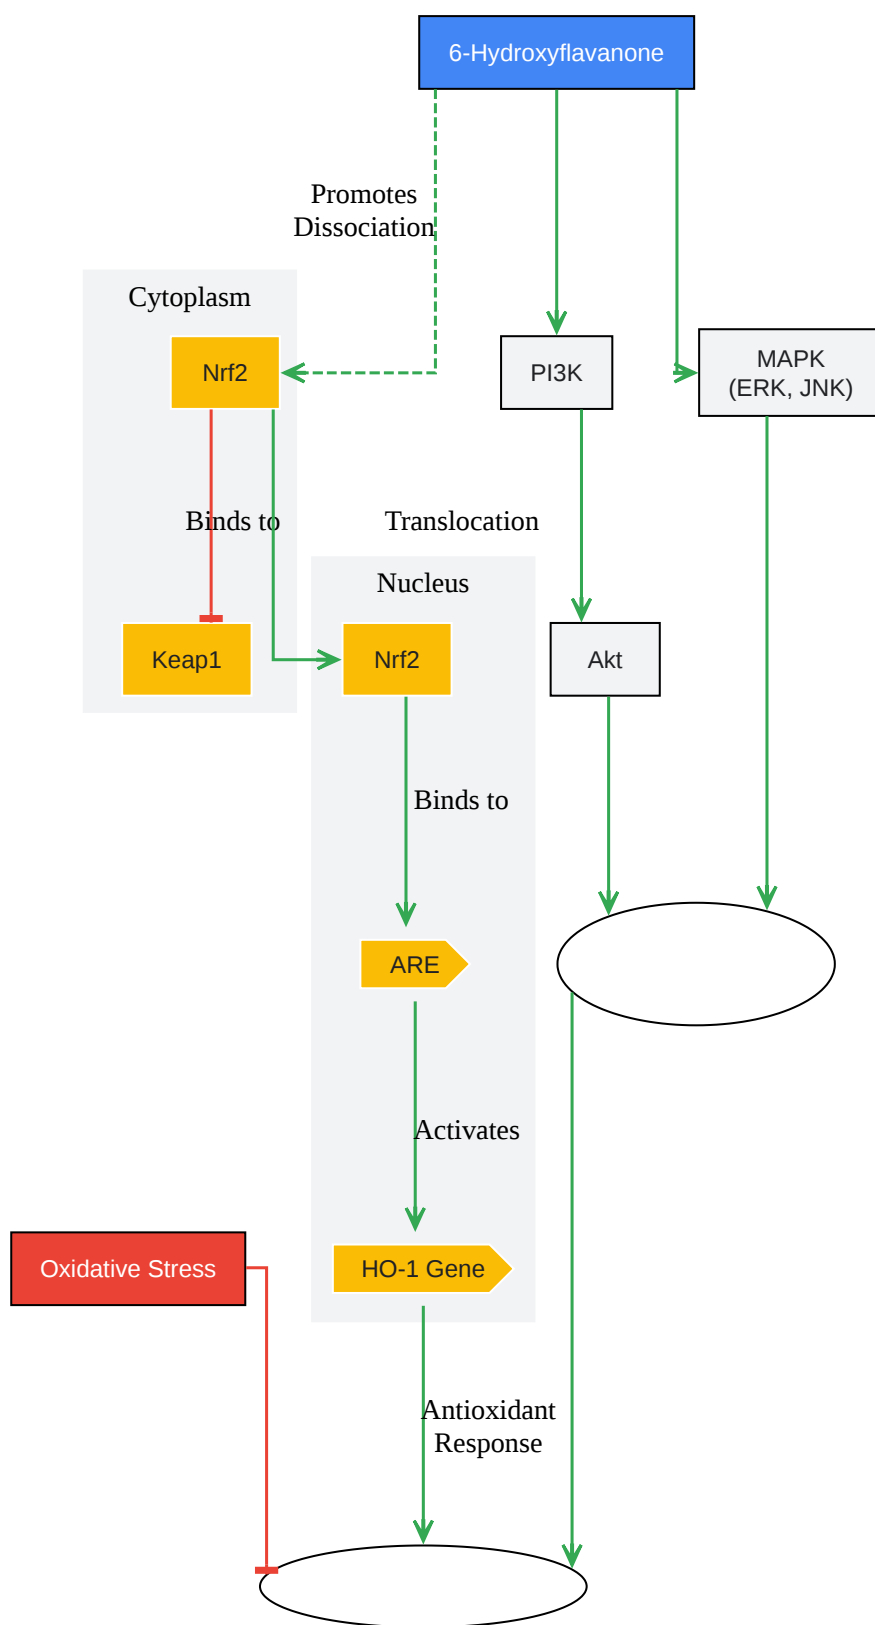 6-Hydroxyflavanone
Promotes
Dissociation
Cytoplasm
Nrf2
PI3K
MAPK
(ERK, JNK)
Binds to
Translocation
Nucleus
Keap1
Nrf2
Akt
Binds to
ARE
Activates
Oxidative Stress
HO-1 Gene
Antioxidant
Response